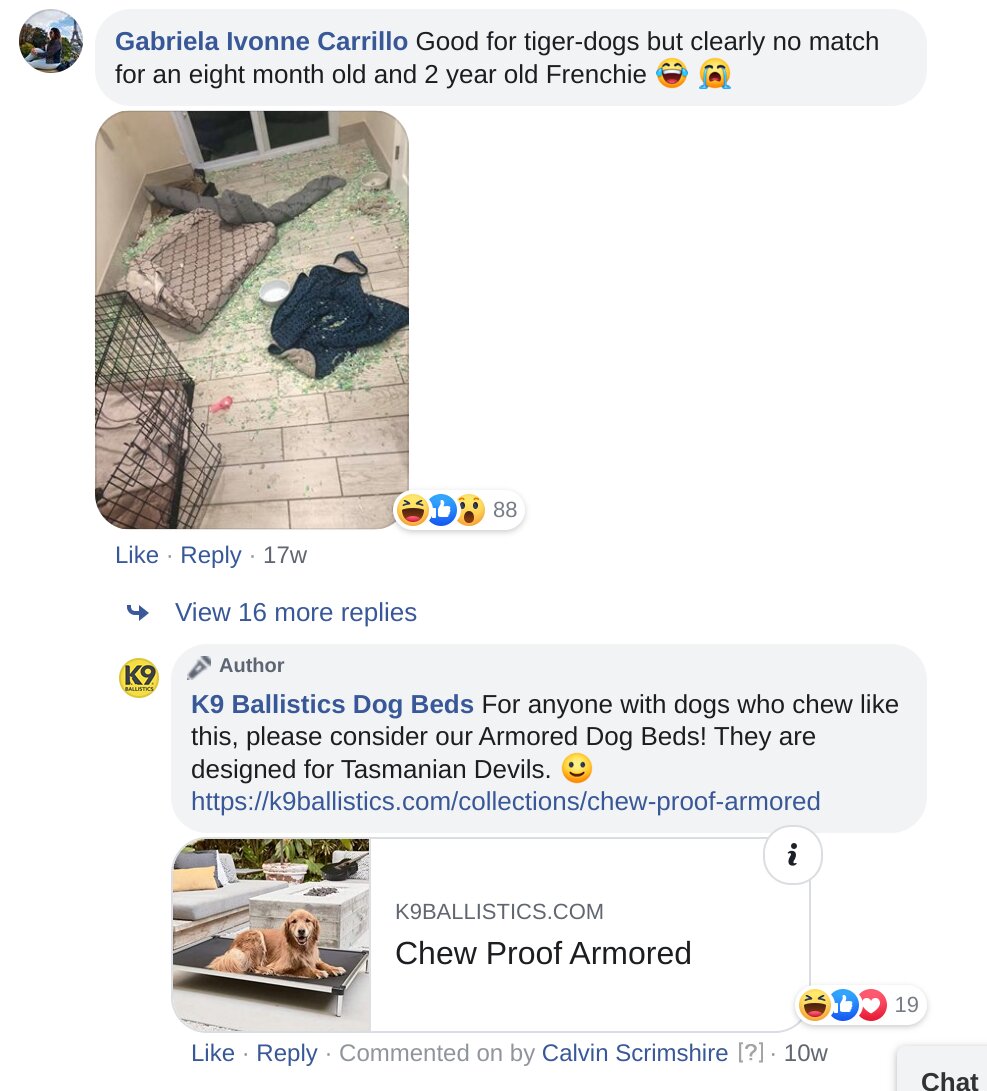 Gabriela Ivonne Carrillo Good for tiger-dogs but clearly no match
for an eight month old and 2 year old Frenchie 😂 😭
88
Like · Reply · 17w
View 16 more replies
K9
BALLISTICS
Author
K9 Ballistics Dog Beds For anyone with dogs who chew like
this, please consider our Armored Dog Beds! They are
designed for Tasmanian Devils. 🙂
https://k9ballistics.com/collections/chew-proof-armored
i
K9BALLISTICS.COM
Chew Proof Armored
19
Like · Reply · Commented on by Calvin Scrimshire [?] · 10w
Chat